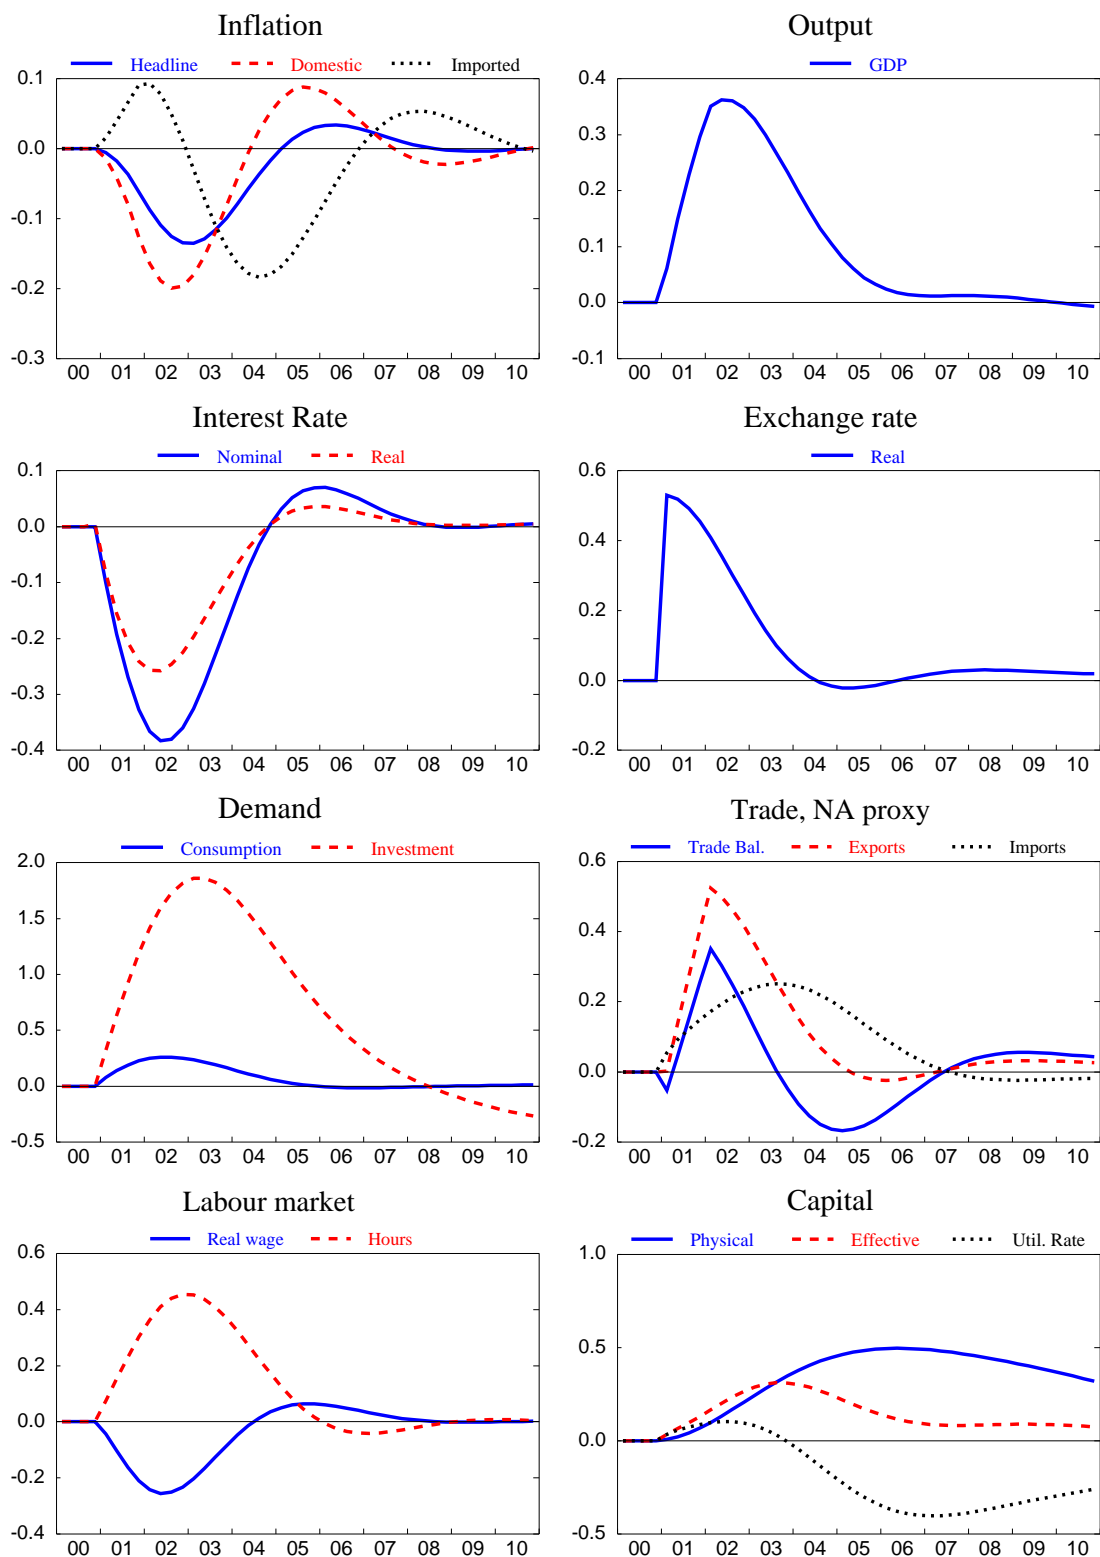 Inflation
Headline Domestic Imported
0.1
0.0
-0.1
-0.2
-0.3
00 01 02 03 04 05 06 07 08 09 10
Output
GDP
0.4
0.3
0.2
0.1
0.0
-0.1
00 01 02 03 04 05 06 07 08 09 10
Interest Rate
Nominal Real
0.1
0.0
-0.1
-0.2
-0.3
-0.4
00 01 02 03 04 05 06 07 08 09 10
Exchange rate
Real
0.6
0.4
0.2
0.0
-0.2
00 01 02 03 04 05 06 07 08 09 10
Demand
Consumption Investment
2.0
1.5
1.0
0.5
0.0
-0.5
00 01 02 03 04 05 06 07 08 09 10
Trade, NA proxy
Trade Bal. Exports Imports
0.6
0.4
0.2
0.0
-0.2
00 01 02 03 04 05 06 07 08 09 10
Labour market
Real wage Hours
0.6
0.4
0.2
0.0
-0.2
-0.4
00 01 02 03 04 05 06 07 08 09 10
Capital
Physical Effective Util. Rate
1.0
0.5
0.0
-0.5
00 01 02 03 04 05 06 07 08 09 10